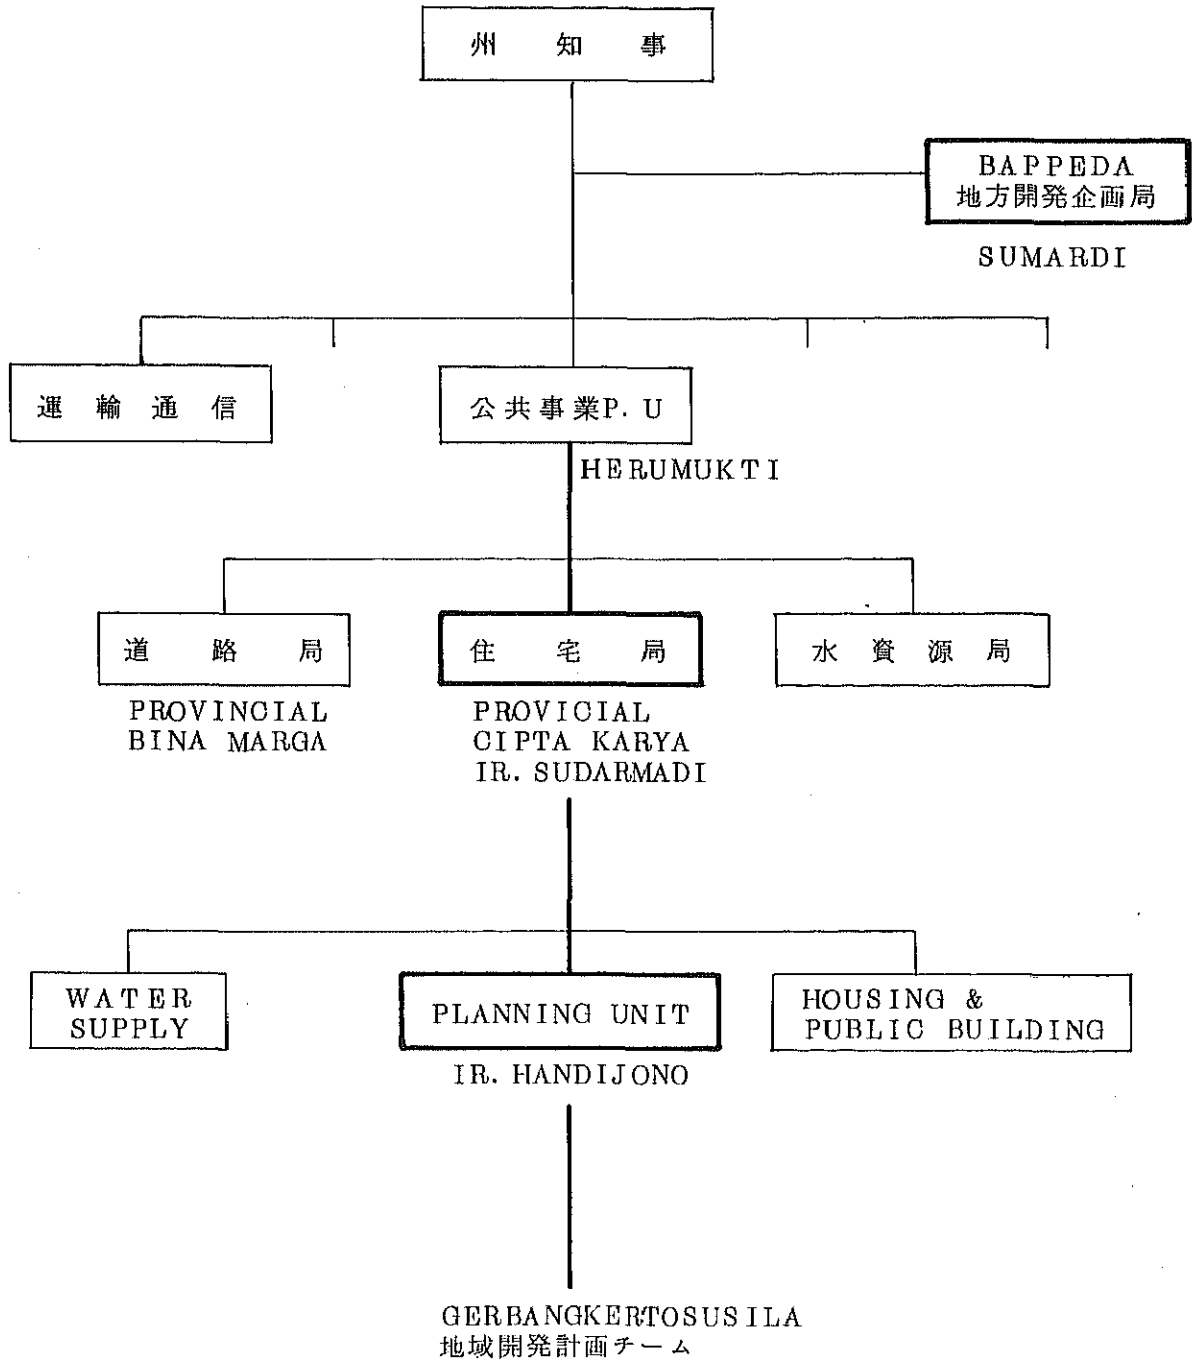 州知事
BAPPEDA
地方開発企画局
SUMARDI
運輸通信
公共事業P.U
HERUMUKTI
道路局
住宅局
水資源局
PROVINCIAL
BINA MARGA
PROVICIAL
CIPTA KARYA
IR. SUDARMADI
WATER
SUPPLY
PLANNING UNIT
HOUSING &
PUBLIC BUILDING
IR. HANDIJONO
GERBANGKERTOSUSILA
地域開発計画チーム